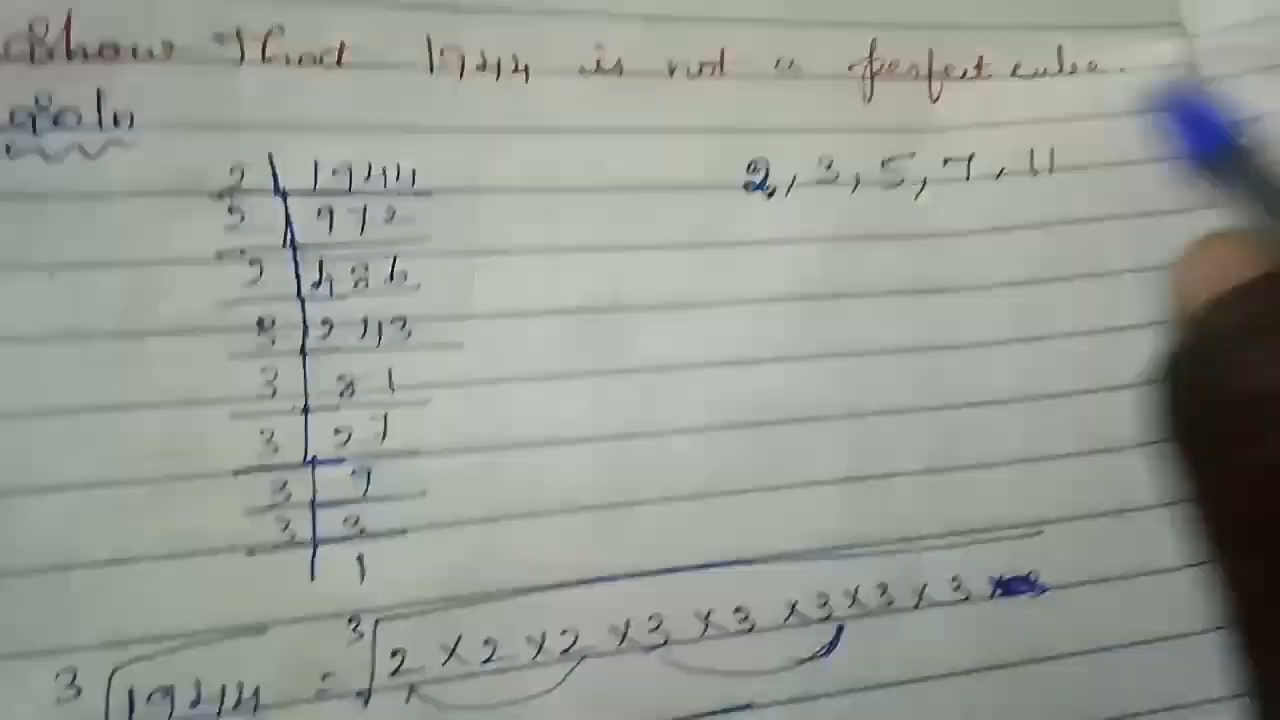 Show that 1944 is not a perfect cube.
Soln
2, 3, 5, 7, 11
2 | 1944
2 | 972
2 | 486
3 | 243
3 | 81
3 | 27
3 | 9
3 | 3
1
∛1944 = ∛2 × 2 × 2 × 3 × 3 × 3 × 3 × 3